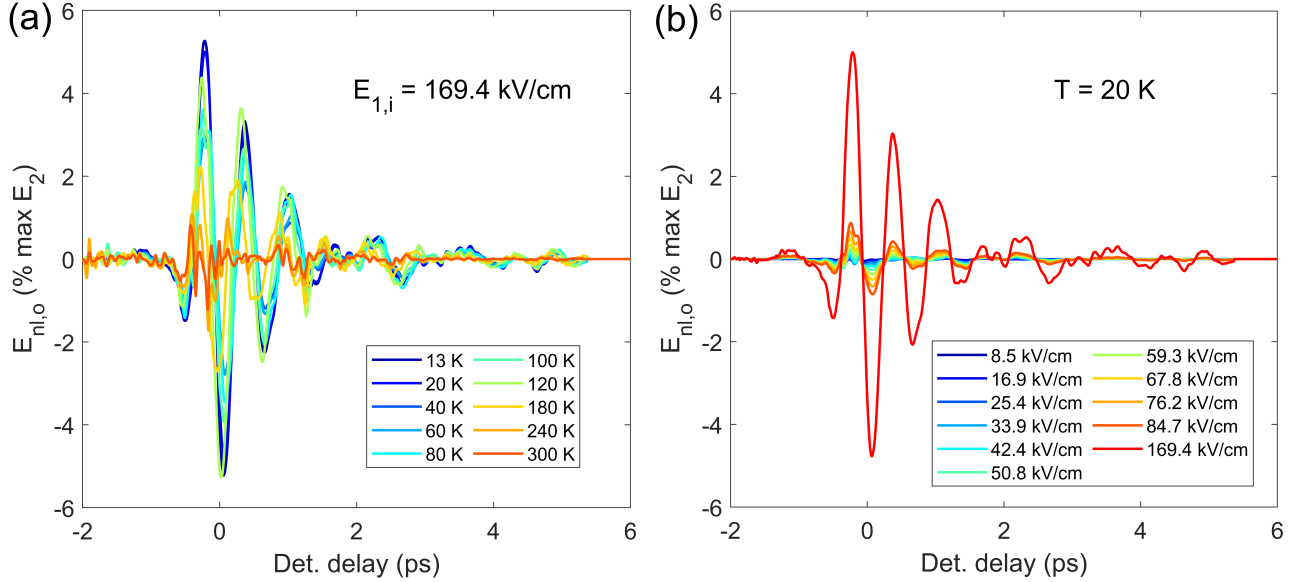 (a)
E1,i = 169.4 kV/cm
Enl,o (% max E2)
6
4
2
0
-2
-4
-6
13 K
20 K
40 K
60 K
80 K
100 K
120 K
180 K
240 K
300 K
-2
0
2
4
6
Det. delay (ps)
(b)
T = 20 K
Enl,o (% max E2)
6
4
2
0
-2
-4
-6
8.5 kV/cm
16.9 kV/cm
25.4 kV/cm
33.9 kV/cm
42.4 kV/cm
50.8 kV/cm
59.3 kV/cm
67.8 kV/cm
76.2 kV/cm
84.7 kV/cm
169.4 kV/cm
-2
0
2
4
6
Det. delay (ps)